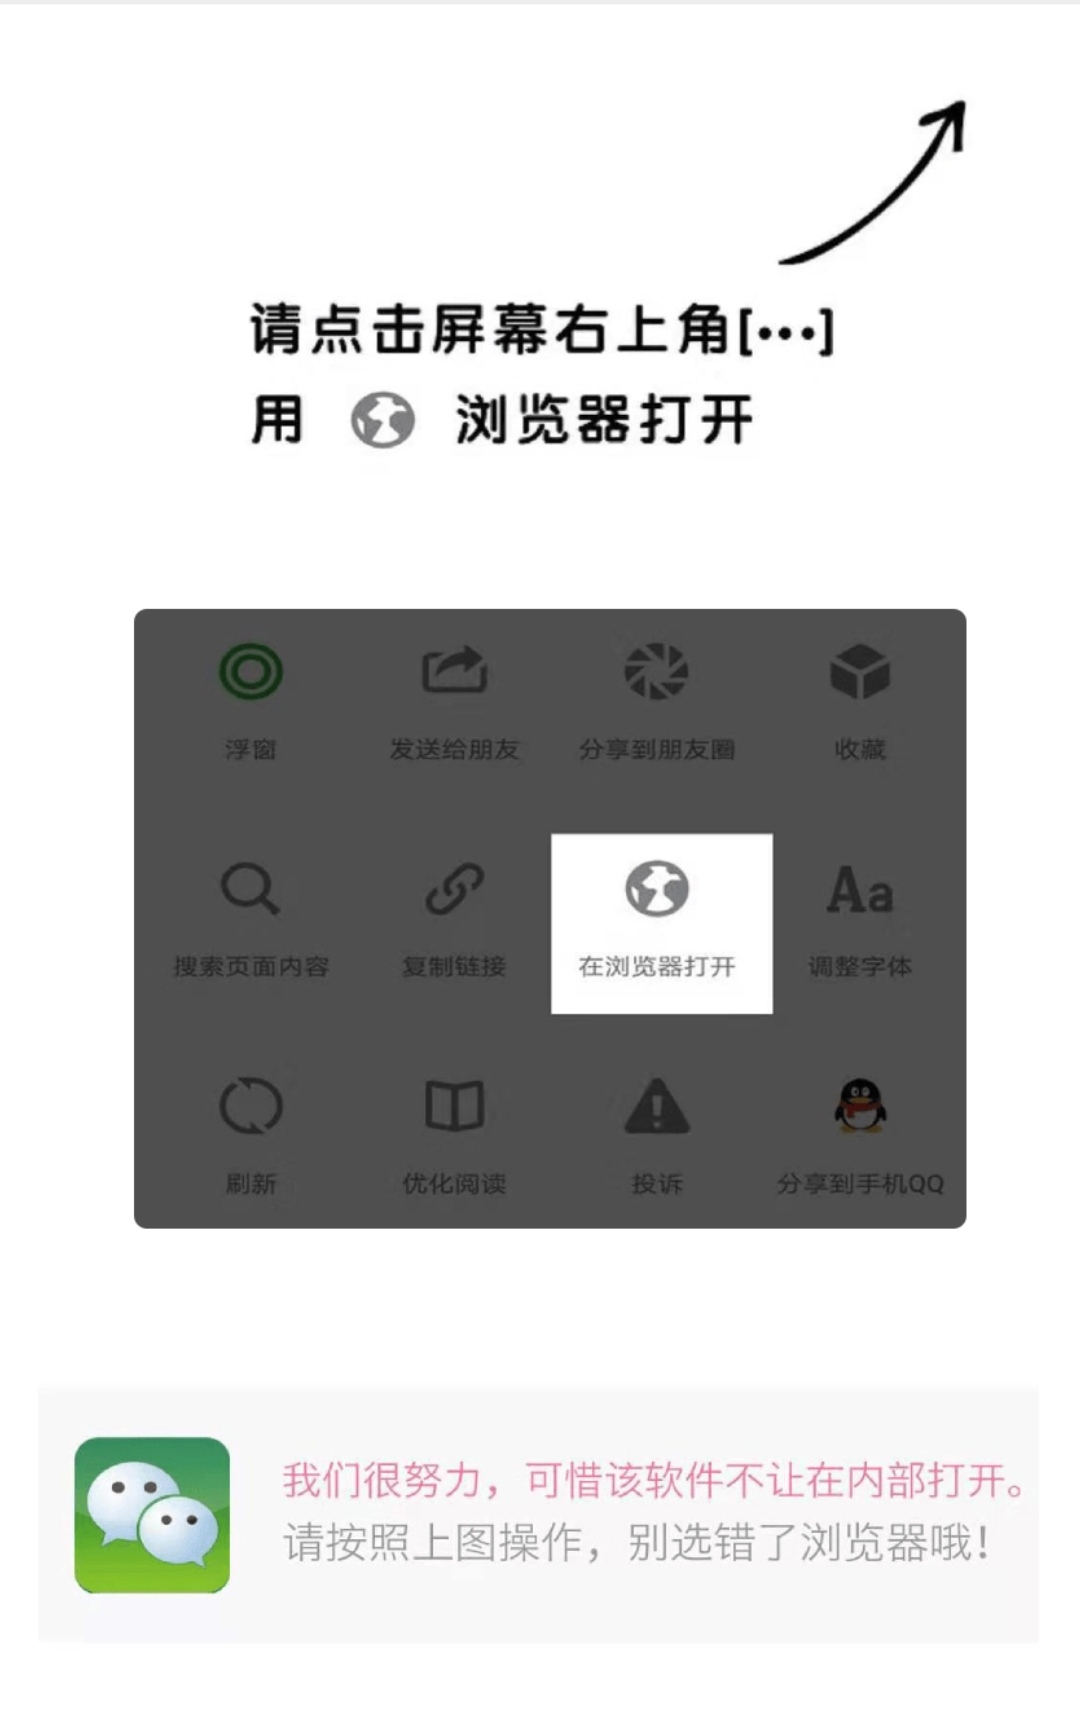 请点击屏幕右上角[•••]
用 浏览器打开
浮窗 发送给朋友 分享到朋友圈 收藏
搜索页面内容 复制链接 在浏览器打开 Aa 调整字体
刷新 优化阅读 投诉 分享到手机QQ
我们很努力，可惜该软件不让在内部打开。
请按照上图操作，别选错了浏览器哦！